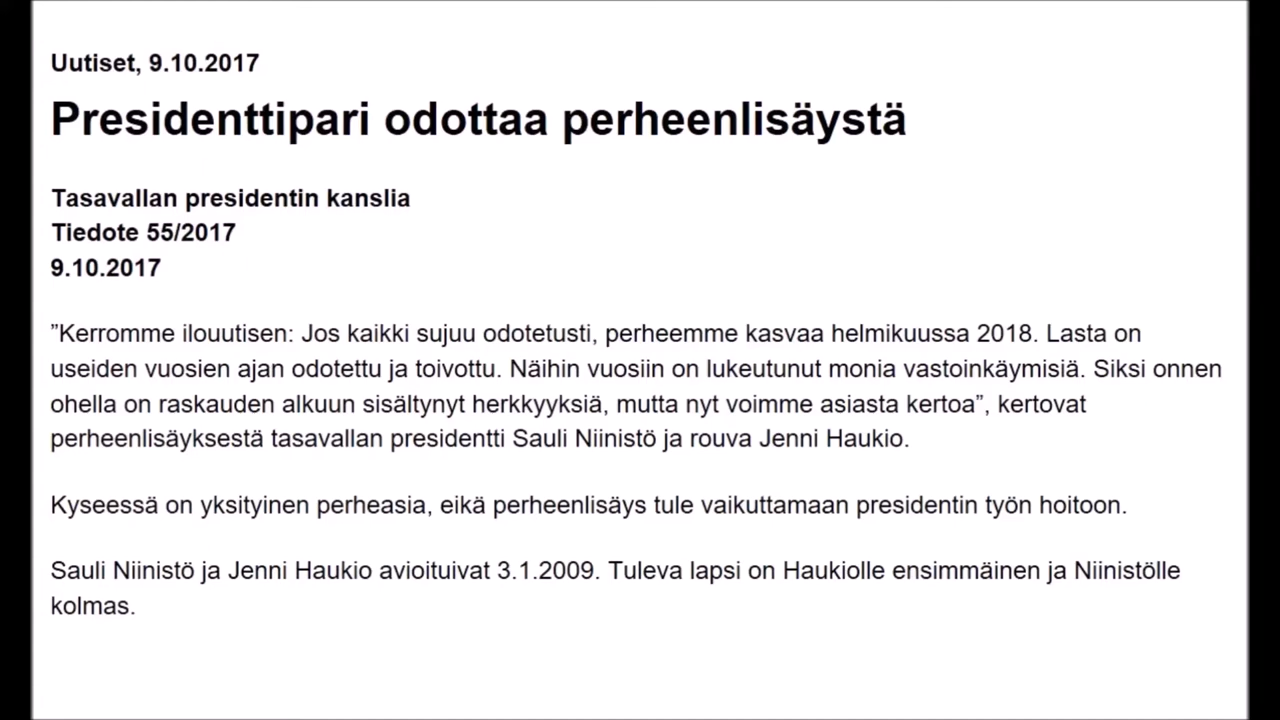 Uutiset, 9.10.2017
Presidenttipari odottaa perheenlisäystä
Tasavallan presidentin kanslia
Tiedote 55/2017
9.10.2017
”Kerromme ilouutisen: Jos kaikki sujuu odotetusti, perheemme kasvaa helmikuussa 2018. Lasta on
useiden vuosien ajan odotettu ja toivottu. Näihin vuosiin on lukeutunut monia vastoinkäymisiä. Siksi onnen
ohella on raskauden alkuun sisältynyt herkkyyksiä, mutta nyt voimme asiasta kertoa”, kertovat
perheenlisäyksestä tasavallan presidentti Sauli Niinistö ja rouva Jenni Haukio.
Kyseessä on yksityinen perheasia, eikä perheenlisäys tule vaikuttamaan presidentin työn hoitoon.
Sauli Niinistö ja Jenni Haukio avioituivat 3.1.2009. Tuleva lapsi on Haukiolle ensimmäinen ja Niinistölle
kolmas.